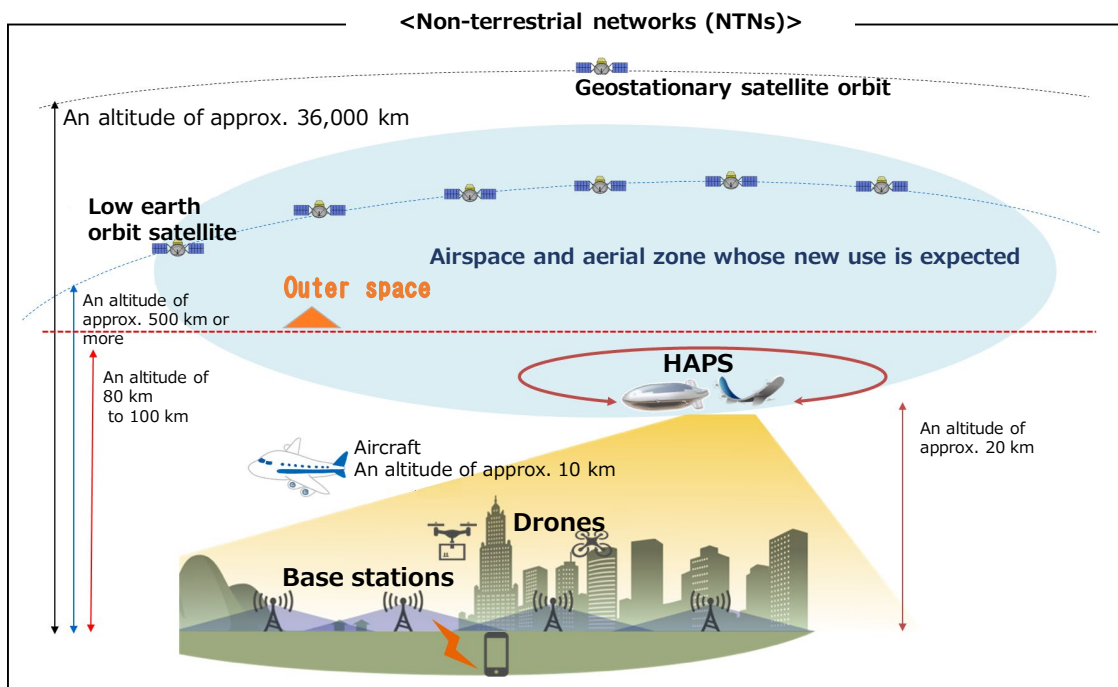 <Non-terrestrial networks (NTNs)>
Geostationary satellite orbit
An altitude of approx. 36,000 km
Low earth
orbit satellite
Airspace and aerial zone whose new use is expected
Outer space
An altitude of
approx. 500 km or
more
HAPS
An altitude of
80 km
to 100 km
An altitude of
approx. 20 km
Aircraft
An altitude of approx. 10 km
Drones
Base stations